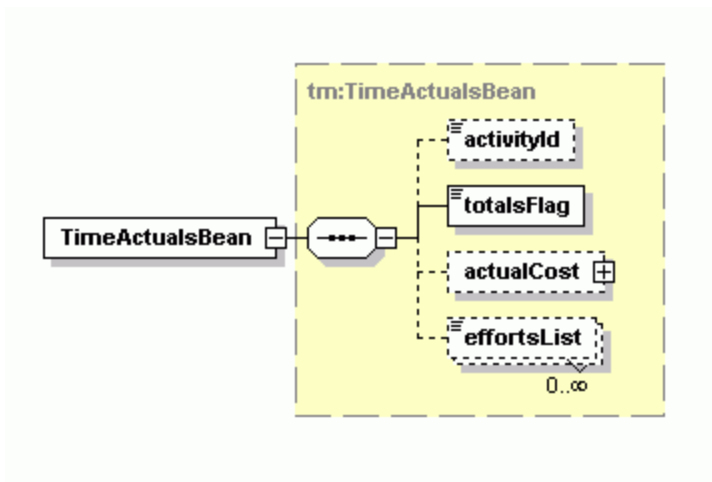 tm:TimeActualsBean
activityId
totalsFlag
TimeActualsBean
actualCost
effortsList
0..∞